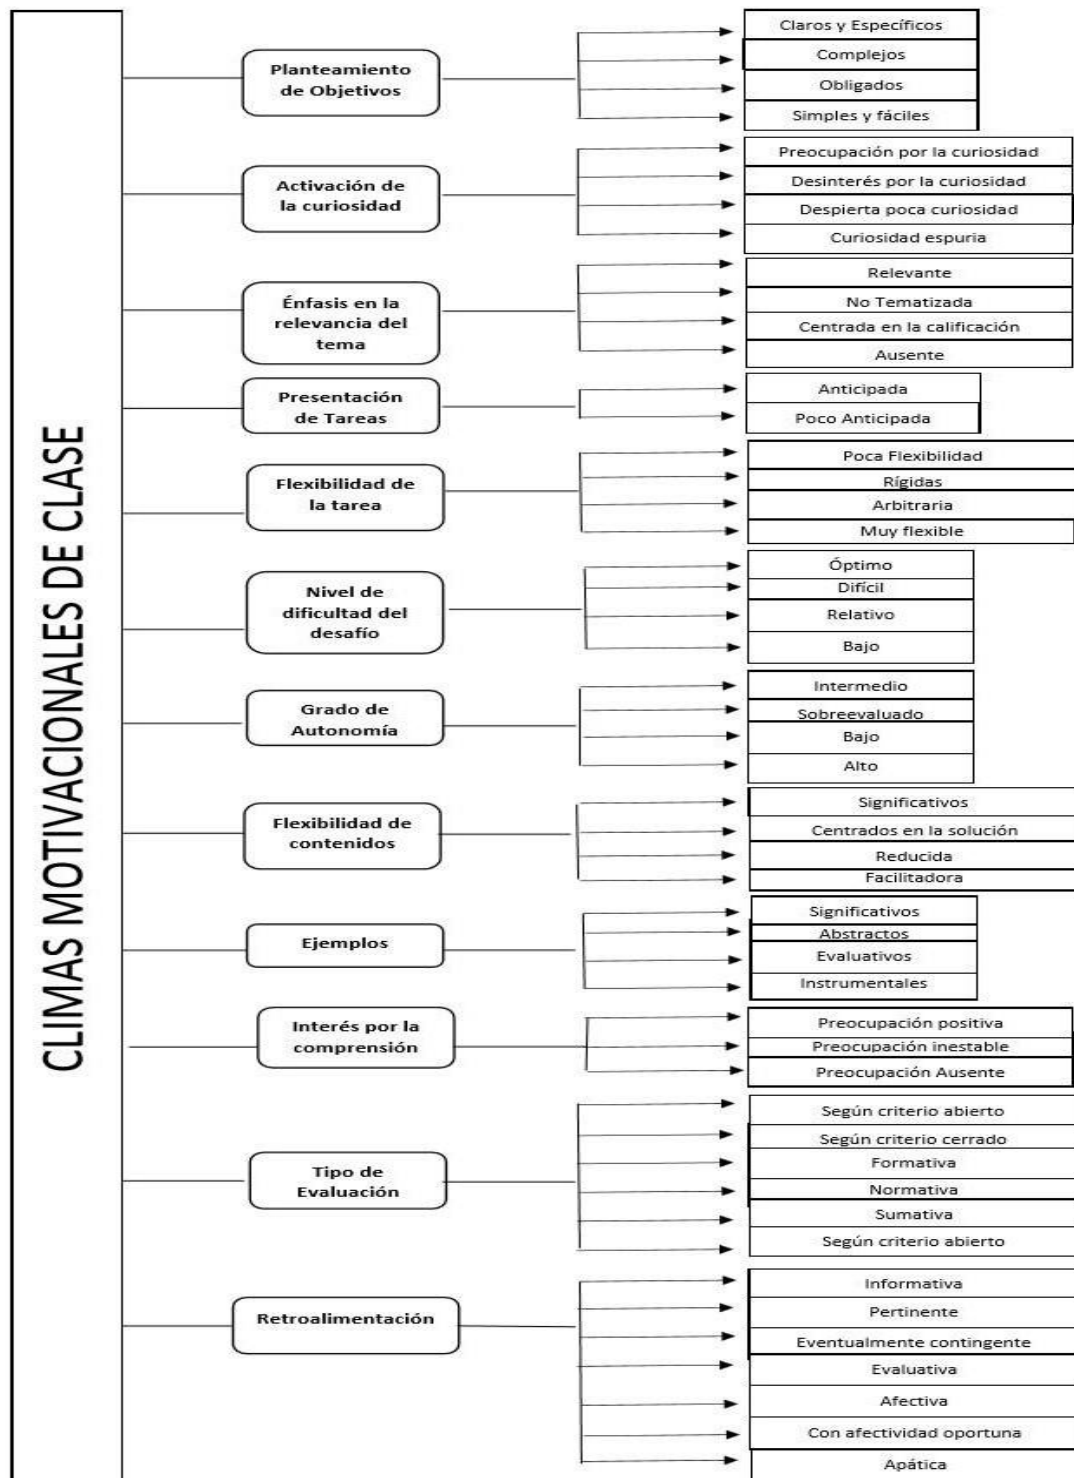 CLIMAS MOTIVACIONALES DE CLASE
Planteamiento
de Objetivos
Claros y Específicos
Complejos
Obligados
Simples y fáciles
Activación de
la curiosidad
Preocupación por la curiosidad
Desinterés por la curiosidad
Despierta poca curiosidad
Curiosidad espuria
Énfasis en la
relevancia del
tema
Relevante
No Tematizada
Centrada en la calificación
Ausente
Presentación
de Tareas
Anticipada
Poco Anticipada
Flexibilidad de
la tarea
Poca Flexibilidad
Rígidas
Arbitraria
Muy flexible
Nivel de
dificultad del
desafío
Óptimo
Difícil
Relativo
Bajo
Grado de
Autonomía
Intermedio
Sobreevaluado
Bajo
Alto
Flexibilidad de
contenidos
Significativos
Centrados en la solución
Reducida
Facilitadora
Ejemplos
Significativos
Abstractos
Evaluativos
Instrumentales
Interés por la
comprensión
Preocupación positiva
Preocupación inestable
Preocupación Ausente
Tipo de
Evaluación
Según criterio abierto
Según criterio cerrado
Formativa
Normativa
Sumativa
Según criterio abierto
Retroalimentación
Informativa
Pertinente
Eventualmente contingente
Evaluativa
Afectiva
Con afectividad oportuna
Apática